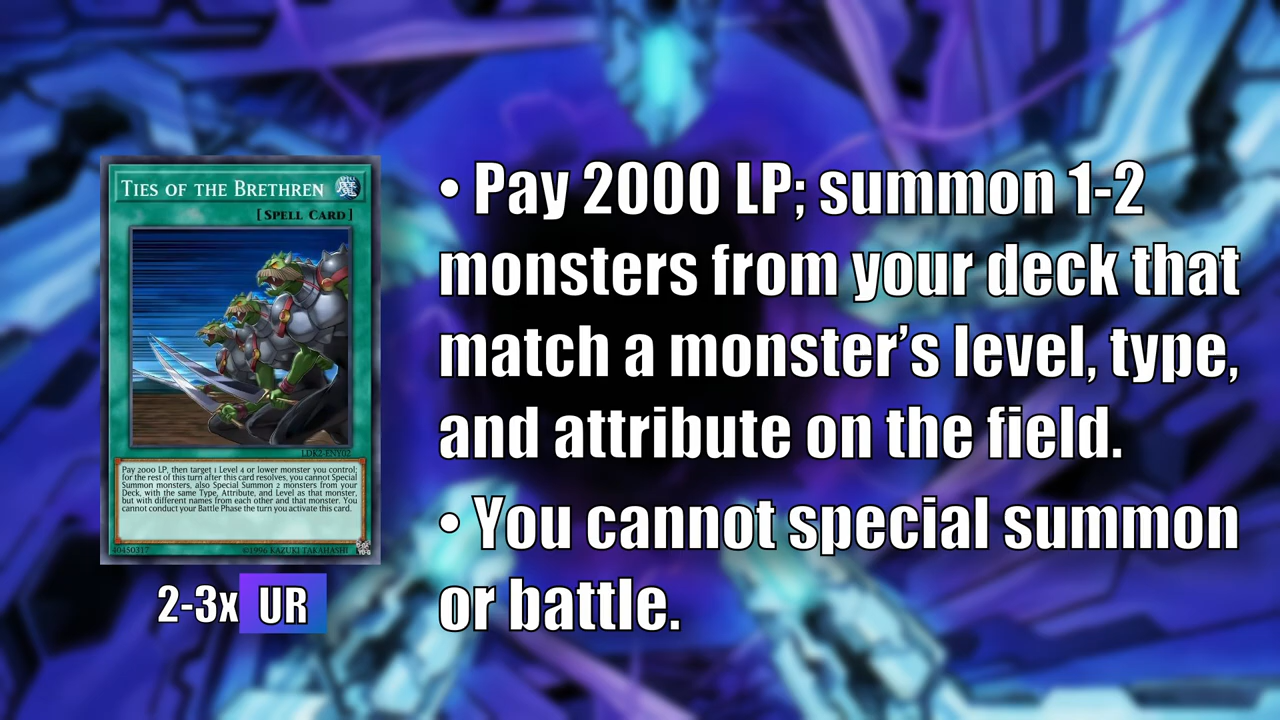 TIES OF THE BRETHREN
[SPELL CARD]
LDK2-ENY02
Pay 2000 LP, then target 1 Level 4 or lower monster you control;
for the rest of this turn after this card resolves, you cannot Special
Summon monsters, also Special Summon 2 monsters from your
Deck, with the same Type, Attribute, and Level as that monster,
but with different names from each other and that monster. You
cannot conduct your Battle Phase the turn you activate this card.
40450317 ©1996 KAZUKI TAKAHASHI
2-3x UR
• Pay 2000 LP; summon 1-2
monsters from your deck that
match a monster’s level, type,
and attribute on the field.
• You cannot special summon
or battle.